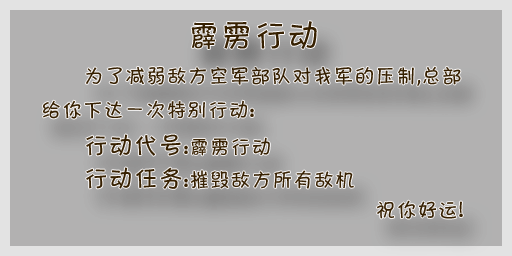 霹雳行动
为了减弱敌方空军部队对我军的压制,总部
给你下达一次特别行动:
行动代号:霹雳行动
行动任务:摧毁敌方所有敌机
祝你好运!